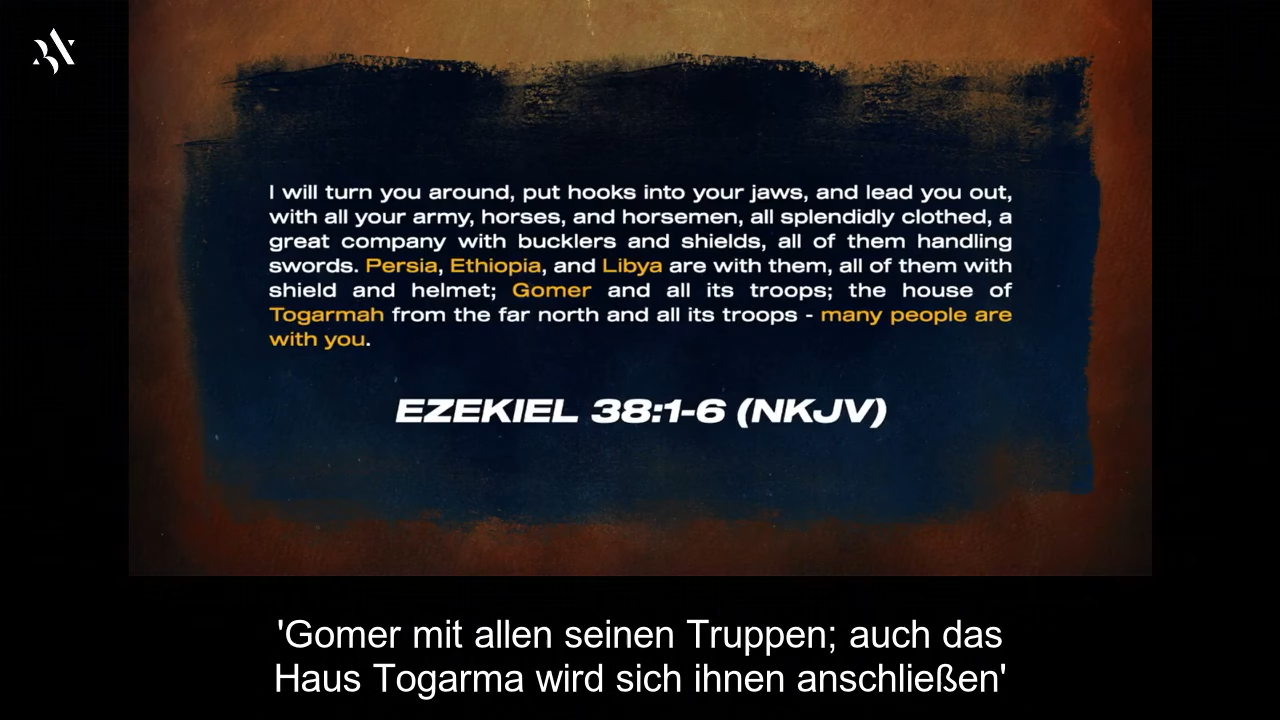 I will turn you around, put hooks into your jaws, and lead you out,
with all your army, horses, and horsemen, all splendidly clothed, a
great company with bucklers and shields, all of them handling
swords. Persia, Ethiopia, and Libya are with them, all of them with
shield and helmet; Gomer and all its troops; the house of
Togarmah from the far north and all its troops - many people are
with you.
EZEKIEL 38:1-6 (NKJV)
'Gomer mit allen seinen Truppen; auch das
Haus Togarma wird sich ihnen anschließen'